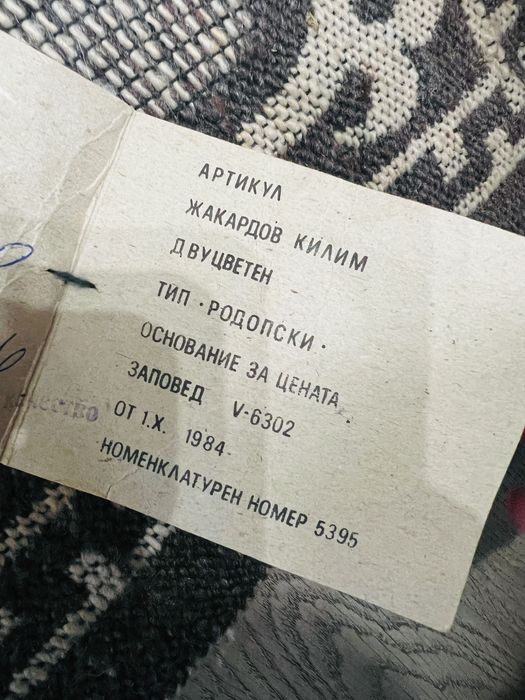 АРТИКУЛ
ЖАКАРДОВ КИЛИМ
ДВУЦВЕТЕН
ТИП · РОДОПСКИ ·
ОСНОВАНИЕ ЗА ЦЕНАТА
ЗАПОВЕД V-6302
ОТ 1.X. 1984
НОМЕНКЛАТУРЕН НОМЕР 5395